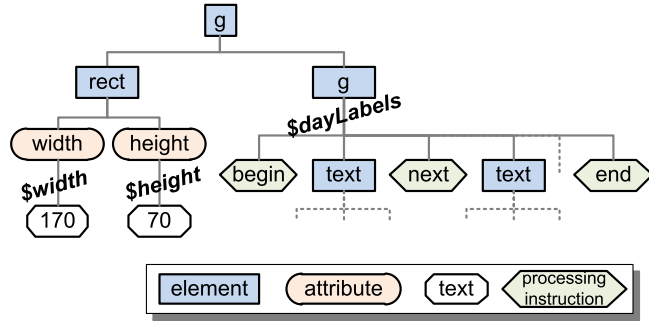 g
rect
g
$dayLabels
width
height
begin
text
next
text
end
$width
$height
170
70
element
attribute
text
processing
instruction